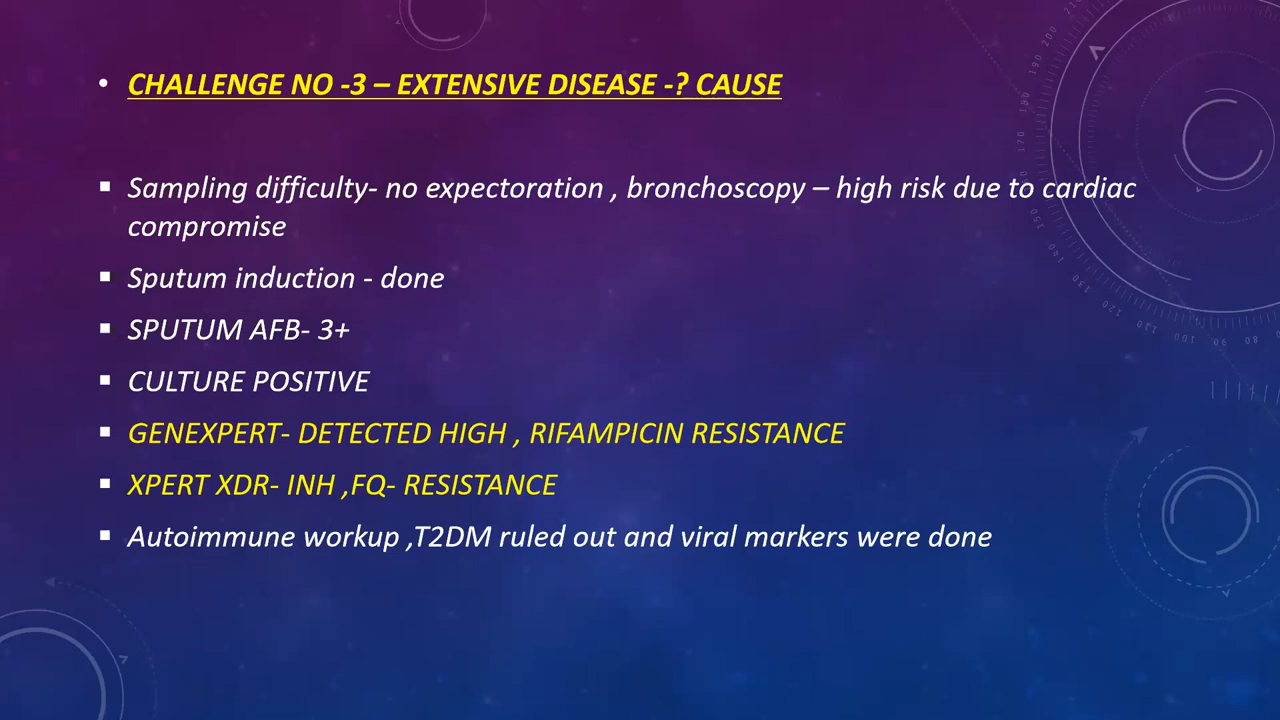 • CHALLENGE NO -3 – EXTENSIVE DISEASE -? CAUSE
▪ Sampling difficulty- no expectoration , bronchoscopy – high risk due to cardiac
compromise
▪ Sputum induction - done
▪ SPUTUM AFB- 3+
▪ CULTURE POSITIVE
▪ GENEXPERT- DETECTED HIGH , RIFAMPICIN RESISTANCE
▪ XPERT XDR- INH ,FQ- RESISTANCE
▪ Autoimmune workup ,T2DM ruled out and viral markers were done